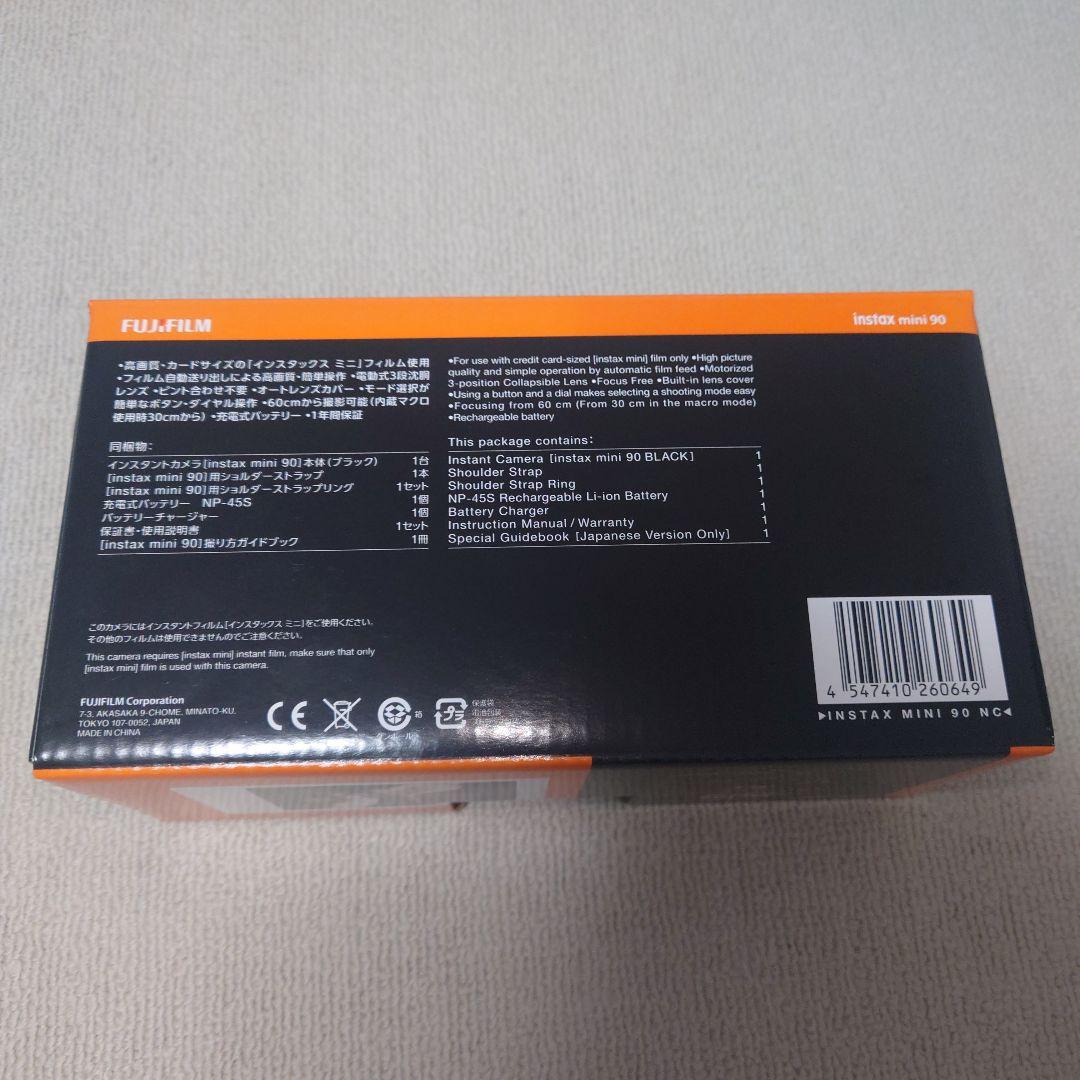 FUJIFILM
instax mini 90
•高画質・カードサイズの「インスタックス ミニ」フィルム使用
•フィルム自動送り出しによる高画質・簡単操作 •電動式3段沈胴
レンズ •ピント合わせ不要 •オートレンズカバー •モード選択が
簡単なボタン・ダイヤル操作 •60cmから撮影可能(内蔵マクロ
使用時30cmから) •充電式バッテリー •1年間保証
同梱物:
インスタントカメラ[instax mini 90]本体(ブラック) 1台
[instax mini 90]用ショルダーストラップ 1本
[instax mini 90]用ショルダーストラップリング 1セット
充電式バッテリー NP-45S 1個
バッテリーチャージャー 1個
保証書・使用説明書 1セット
[instax mini 90]撮り方ガイドブック 1冊
•For use with credit card-sized [instax mini] film only •High picture
quality and simple operation by automatic film feed •Motorized
3-position Collapsible Lens •Focus Free •Built-in lens cover
•Using a button and a dial makes selecting a shooting mode easy
•Focusing from 60 cm (From 30 cm in the macro mode)
•Rechargeable battery
This package contains:
Instant Camera [instax mini 90 BLACK] 1
Shoulder Strap 1
Shoulder Strap Ring 1
NP-45S Rechargeable Li-ion Battery 1
Battery Charger 1
Instruction Manual / Warranty 1
Special Guidebook [Japanese Version Only] 1
このカメラにはインスタントフィルム[インスタックス ミニ]をご使用ください。
その他のフィルムは使用できませんのでご注意ください。
This camera requires [instax mini] instant film, make sure that only
[instax mini] film is used with this camera.
FUJIFILM Corporation
7-3, AKASAKA 9-CHOME, MINATO-KU,
TOKYO 107-0052, JAPAN
MADE IN CHINA
CE
箱
ダンボール
プラ
保護袋
電池包装
4 547410 260649
▶INSTAX MINI 90 NC◀